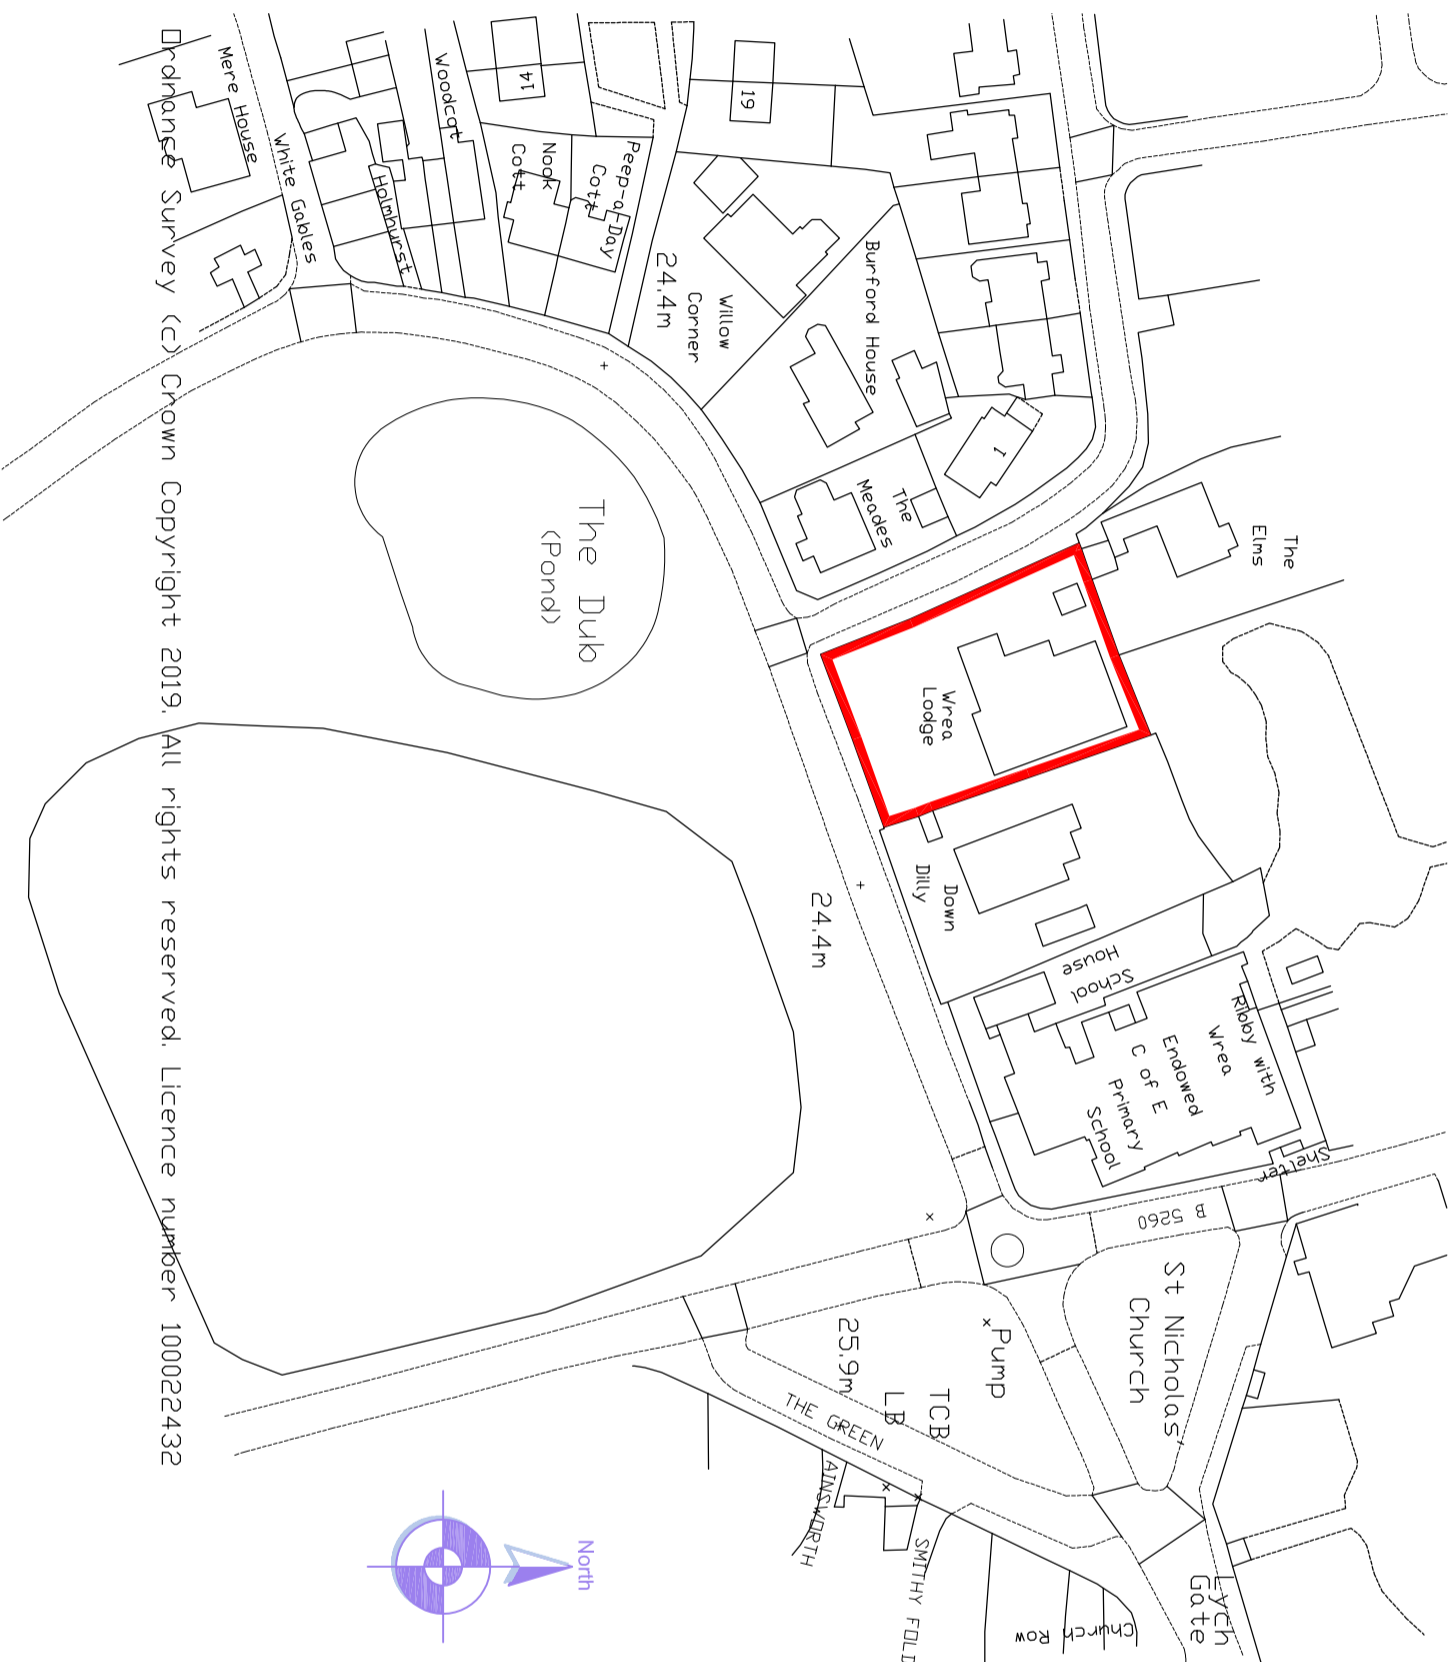 Ordnance Survey (c) Crown Copyright 2019. All rights reserved. Licence number 100022432
Mere House
White Gables
Holmhurst
Woodcot
14
Nook
Cott
Peep-a-Day
Cott
19
24.4m
Willow
Corner
Burford House
The
Meades
1
The
Elms
The Dub
(Pond)
Wrea
Lodge
Down
Dilly
24.4m
School
House
Ribby with
Wrea
Endowed
C of E
Primary
School
Shelter
B 5260
St Nicholas'
Church
Pump
TCB
LB
25.9m
THE GREEN
AINSWORTH
SMITHY FOLD
Church Row
Lych
Gate
North